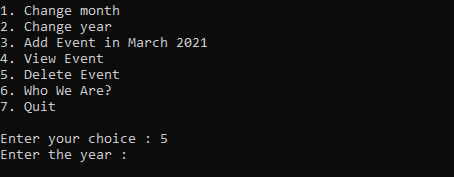 1. Change month
2. Change year
3. Add Event in March 2021
4. View Event
5. Delete Event
6. Who We Are?
7. Quit
Enter your choice : 5
Enter the year :